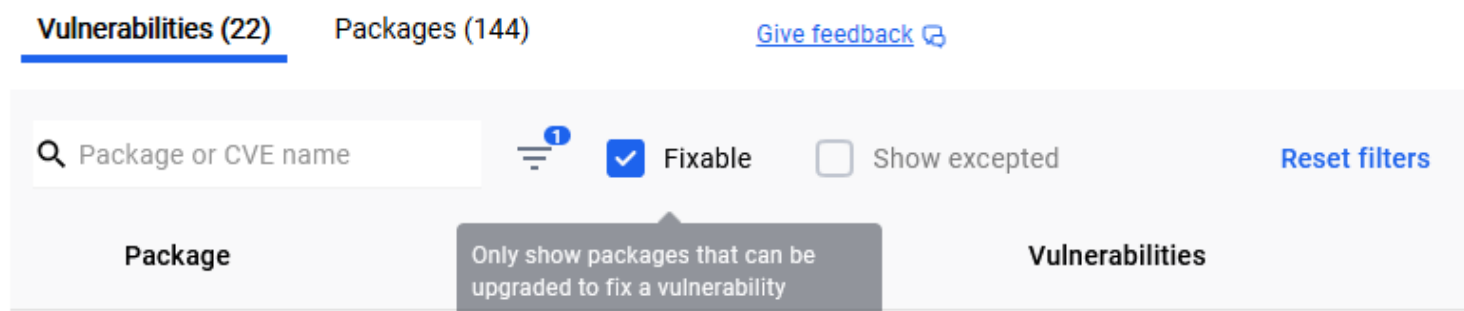 Vulnerabilities (22) Packages (144) Give feedback
Package or CVE name 1 Fixable Show excepted Reset filters
Package Vulnerabilities
Only show packages that can be
upgraded to fix a vulnerability